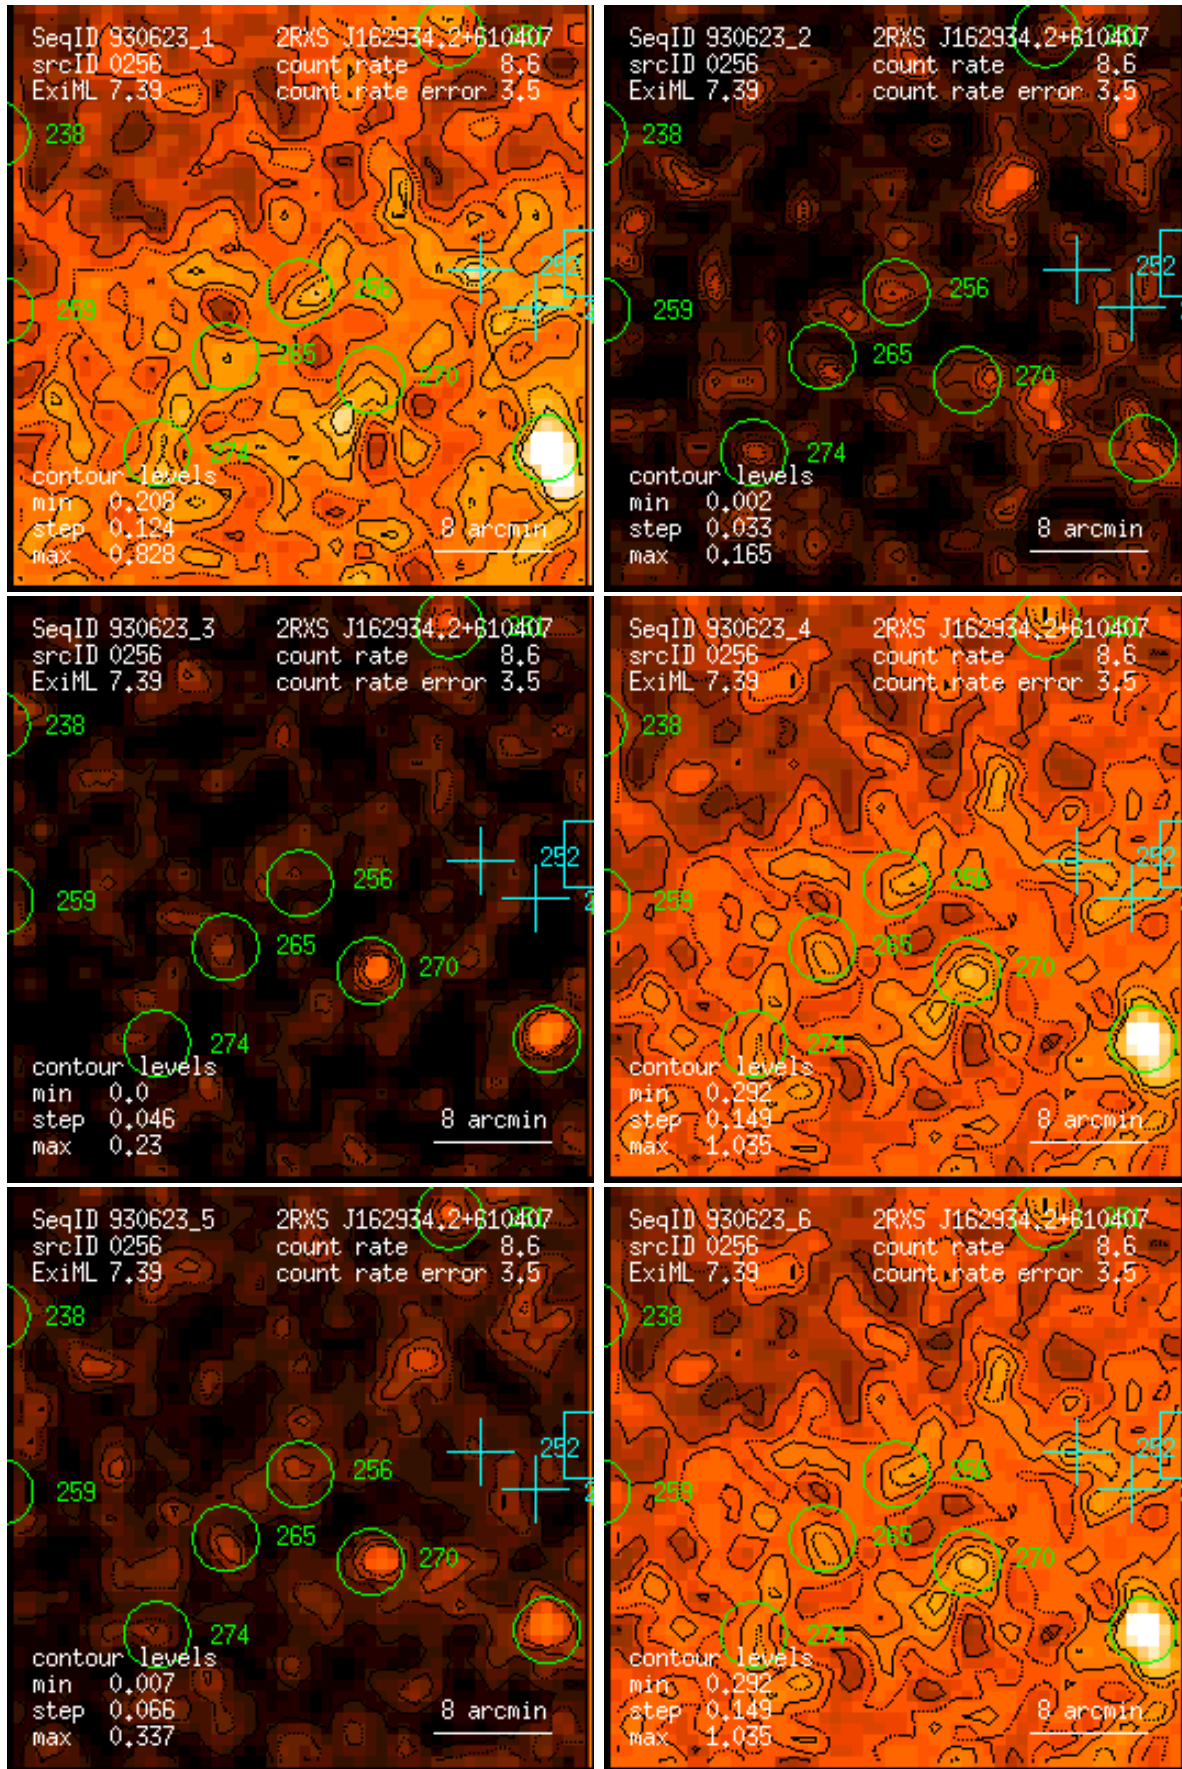 SeqID 930623_1 2RXS J162934.2+610407
srcID 0256 count rate 8.6
ExiML 7.39 count rate error 3.5
238
252
256
259
265
270
274
contour levels
min 0.208
step 0.124
max 0.828
8 arcmin
SeqID 930623_2 2RXS J162934.2+610407
srcID 0256 count rate 8.6
ExiML 7.39 count rate error 3.5
238
252
256
259
265
270
274
contour levels
min 0.002
step 0.033
max 0.165
8 arcmin
SeqID 930623_3 2RXS J162934.2+610407
srcID 0256 count rate 8.6
ExiML 7.39 count rate error 3.5
238
252
256
259
265
270
274
contour levels
min 0.0
step 0.046
max 0.23
8 arcmin
SeqID 930623_4 2RXS J162934.2+610407
srcID 0256 count rate 8.6
ExiML 7.39 count rate error 3.5
238
252
256
259
265
270
274
contour levels
min 0.292
step 0.149
max 1.035
8 arcmin
SeqID 930623_5 2RXS J162934.2+610407
srcID 0256 count rate 8.6
ExiML 7.39 count rate error 3.5
238
252
256
259
265
270
274
contour levels
min 0.007
step 0.066
max 0.337
8 arcmin
SeqID 930623_6 2RXS J162934.2+610407
srcID 0256 count rate 8.6
ExiML 7.39 count rate error 3.5
238
252
256
259
265
270
274
contour levels
min 0.292
step 0.149
max 1.035
8 arcmin